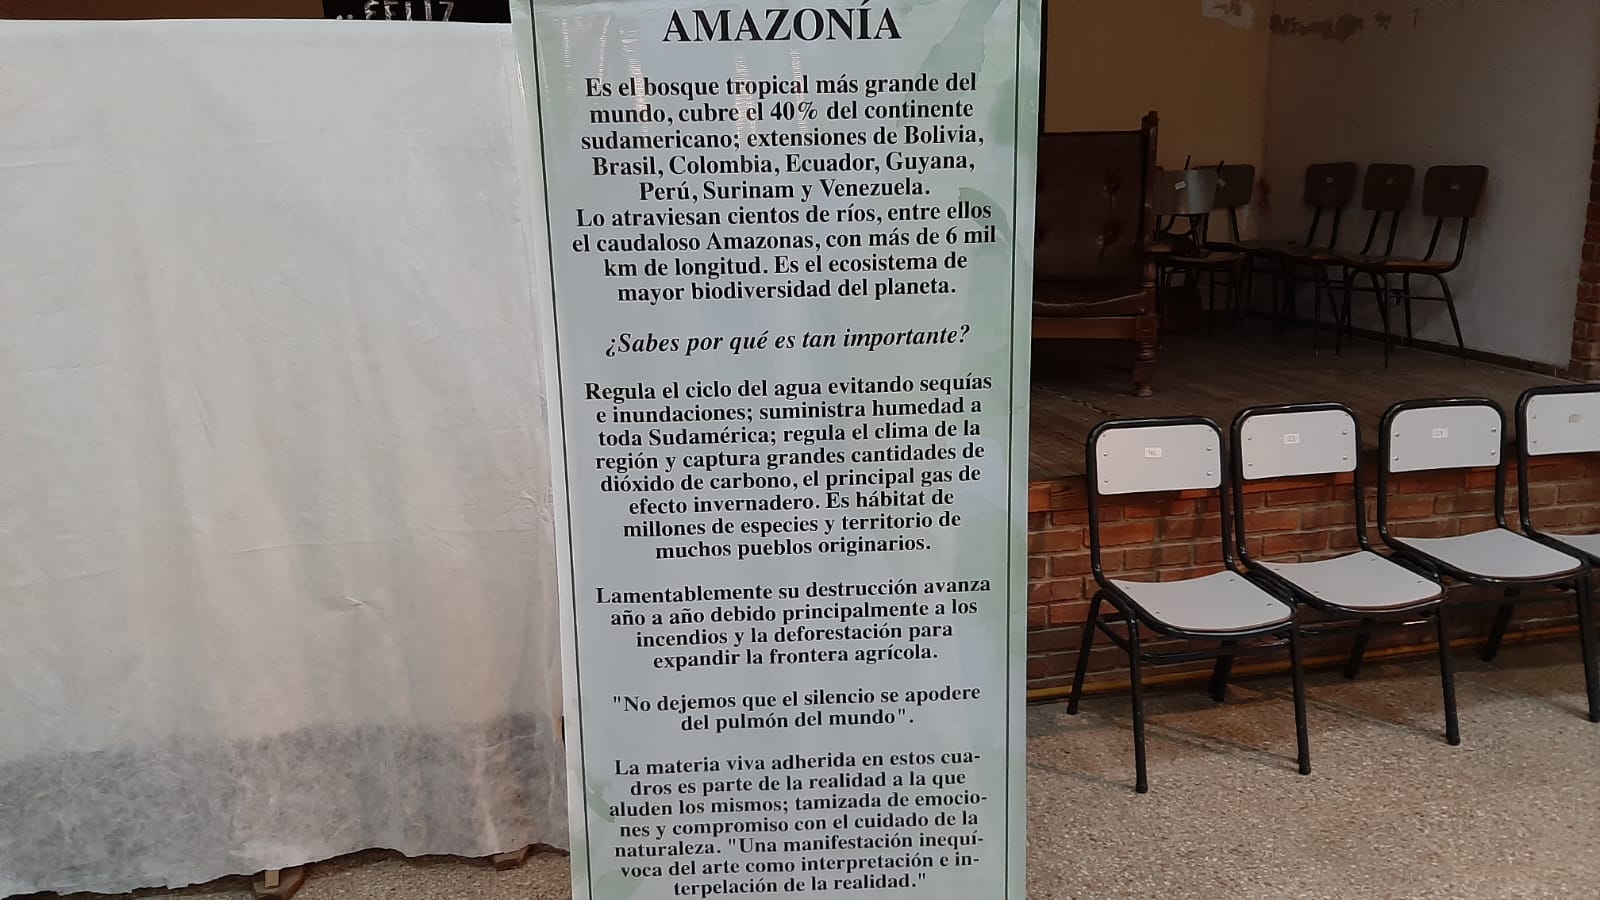 FELIZ
AMAZONÍA
Es el bosque tropical más grande del
mundo, cubre el 40% del continente
sudamericano; extensiones de Bolivia,
Brasil, Colombia, Ecuador, Guyana,
Perú, Surinam y Venezuela.
Lo atraviesan cientos de ríos, entre ellos
el caudaloso Amazonas, con más de 6 mil
km de longitud. Es el ecosistema de
mayor biodiversidad del planeta.
¿Sabes por qué es tan importante?
Regula el ciclo del agua evitando sequías
e inundaciones; suministra humedad a
toda Sudamérica; regula el clima de la
región y captura grandes cantidades de
dióxido de carbono, el principal gas de
efecto invernadero. Es hábitat de
millones de especies y territorio de
muchos pueblos originarios.
Lamentablemente su destrucción avanza
año a año debido principalmente a los
incendios y la deforestación para
expandir la frontera agrícola.
"No dejemos que el silencio se apodere
del pulmón del mundo".
La materia viva adherida en estos cua-
dros es parte de la realidad a la que
aluden los mismos; tamizada de emocio-
nes y compromiso con el cuidado de la
naturaleza. "Una manifestación inequí-
voca del arte como interpretación e in-
terpelación de la realidad."